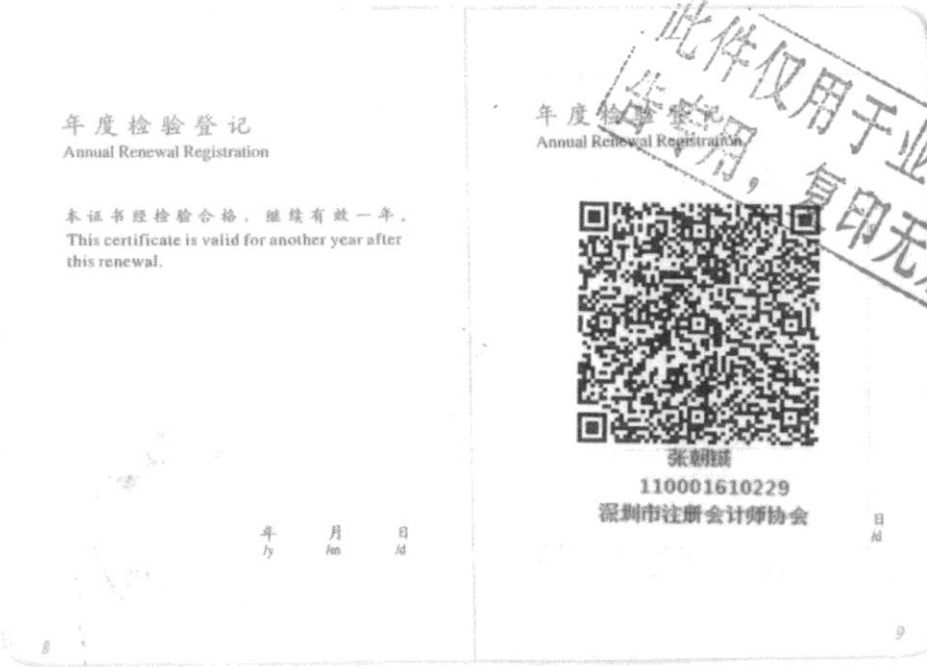 年度检验登记
Annual Renewal Registration
本证书经检验合格，继续有效一年。
This certificate is valid for another year after
this renewal.
年 月 日
/y /m /d
8
此件仅用于业
告专用，复印无
年度检验登记
Annual Renewal Registration
110001610229
深圳市注册会计师协会
日
/d
9